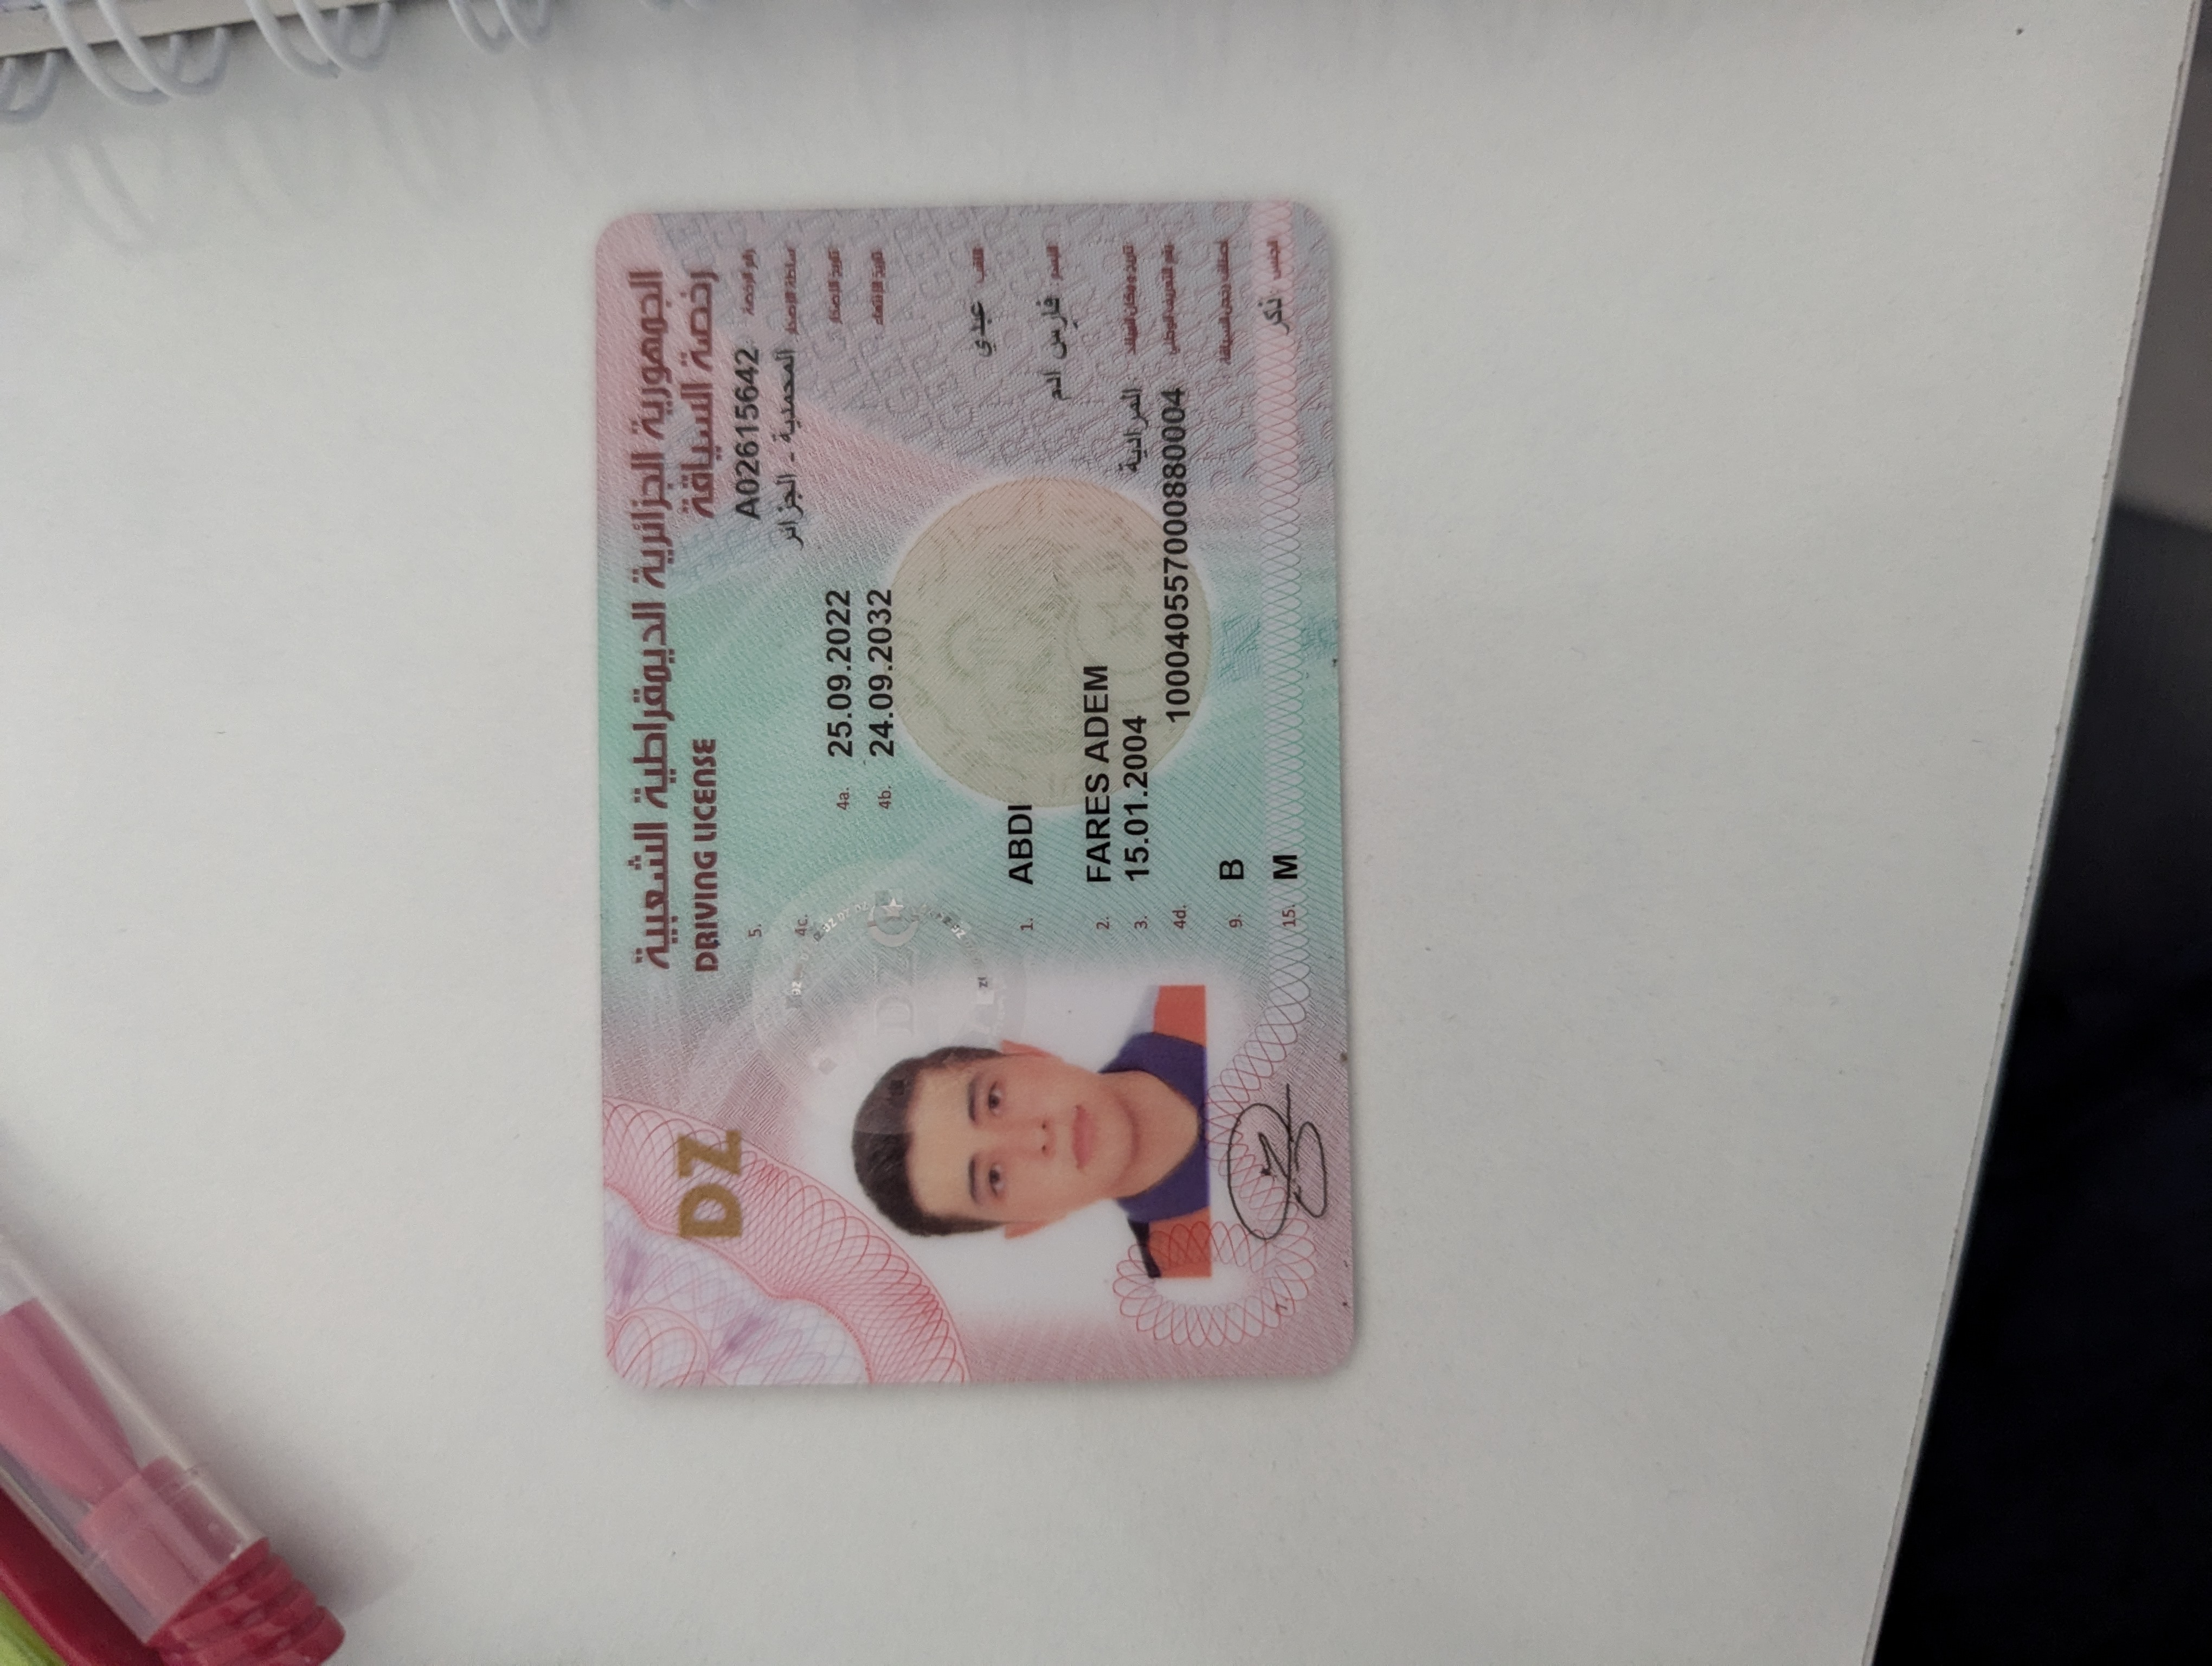 الجمهورية الجزائرية الديمقراطية الشعبية
DZ
DRIVING LICENSE رخصة السياقة
5. رقم الرخصة A02615642
4c. سلطة الإصدار المحمدية - الجزائر
4a. 25.09.2022 تاريخ الإصدار
4b. 24.09.2032 تاريخ الإنتهاء
DZ
اللقب: عبدي
1. ABDI
الإسم: فارس ادم
2. FARES ADEM
3. 15.01.2004 تاريخ ومكان الميلاد: المرادية
4d. رقم التعريف الوطني: 100040557000880004
9. B أصناف رخص السياقة
15. M الجنس: ذكر